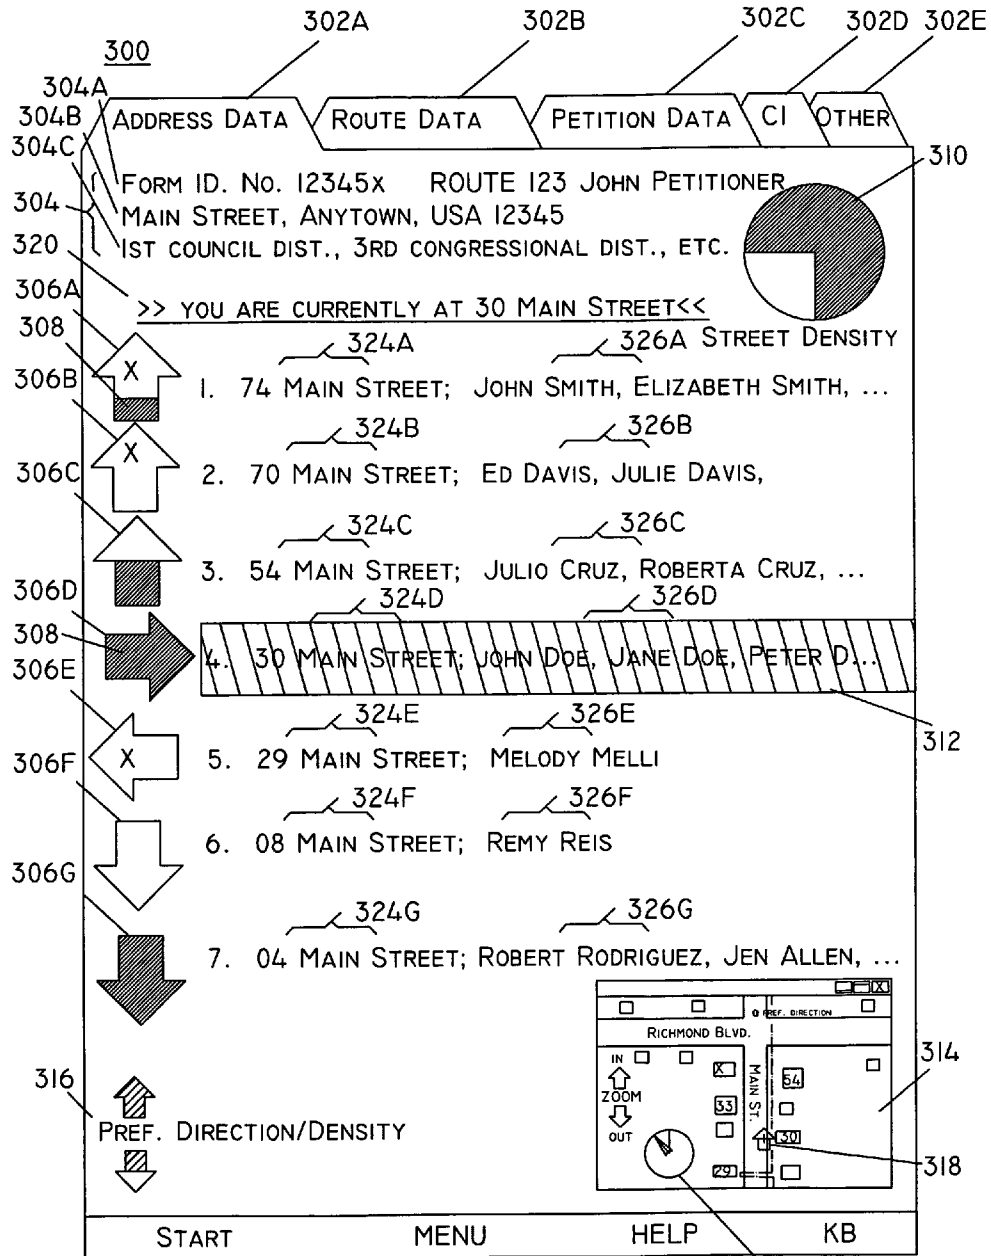 302A 302B 302C 302D 302E
300
304A
304B
304C
ADDRESS DATA ROUTE DATA PETITION DATA CI OTHER
310
304
FORM ID. NO. 12345X ROUTE 123 JOHN PETITIONER
MAIN STREET, ANYTOWN, USA 12345
1ST COUNCIL DIST., 3RD CONGRESSIONAL DIST., ETC.
320
306A
>> YOU ARE CURRENTLY AT 30 MAIN STREET<<
308
324A 326A STREET DENSITY
X
1. 74 MAIN STREET; JOHN SMITH, ELIZABETH SMITH, ...
306B
324B 326B
X
2. 70 MAIN STREET; ED DAVIS, JULIE DAVIS,
306C
324C 326C
3. 54 MAIN STREET; JULIO CRUZ, ROBERTA CRUZ, ...
306D
324D 326D
308
4. 30 MAIN STREET; JOHN DOE, JANE DOE, PETER D...
306E
324E 326E
312
X
5. 29 MAIN STREET; MELODY MELLI
306F
324F 326F
6. 08 MAIN STREET; REMY REIS
306G
324G 326G
7. 04 MAIN STREET; ROBERT RODRIGUEZ, JEN ALLEN, ...
X
PREF. DIRECTION
RICHMOND BLVD.
314
IN
ZOOM
OUT
X
MAIN ST.
54
33
30
29
318
316
PREF. DIRECTION/DENSITY
START MENU HELP KB